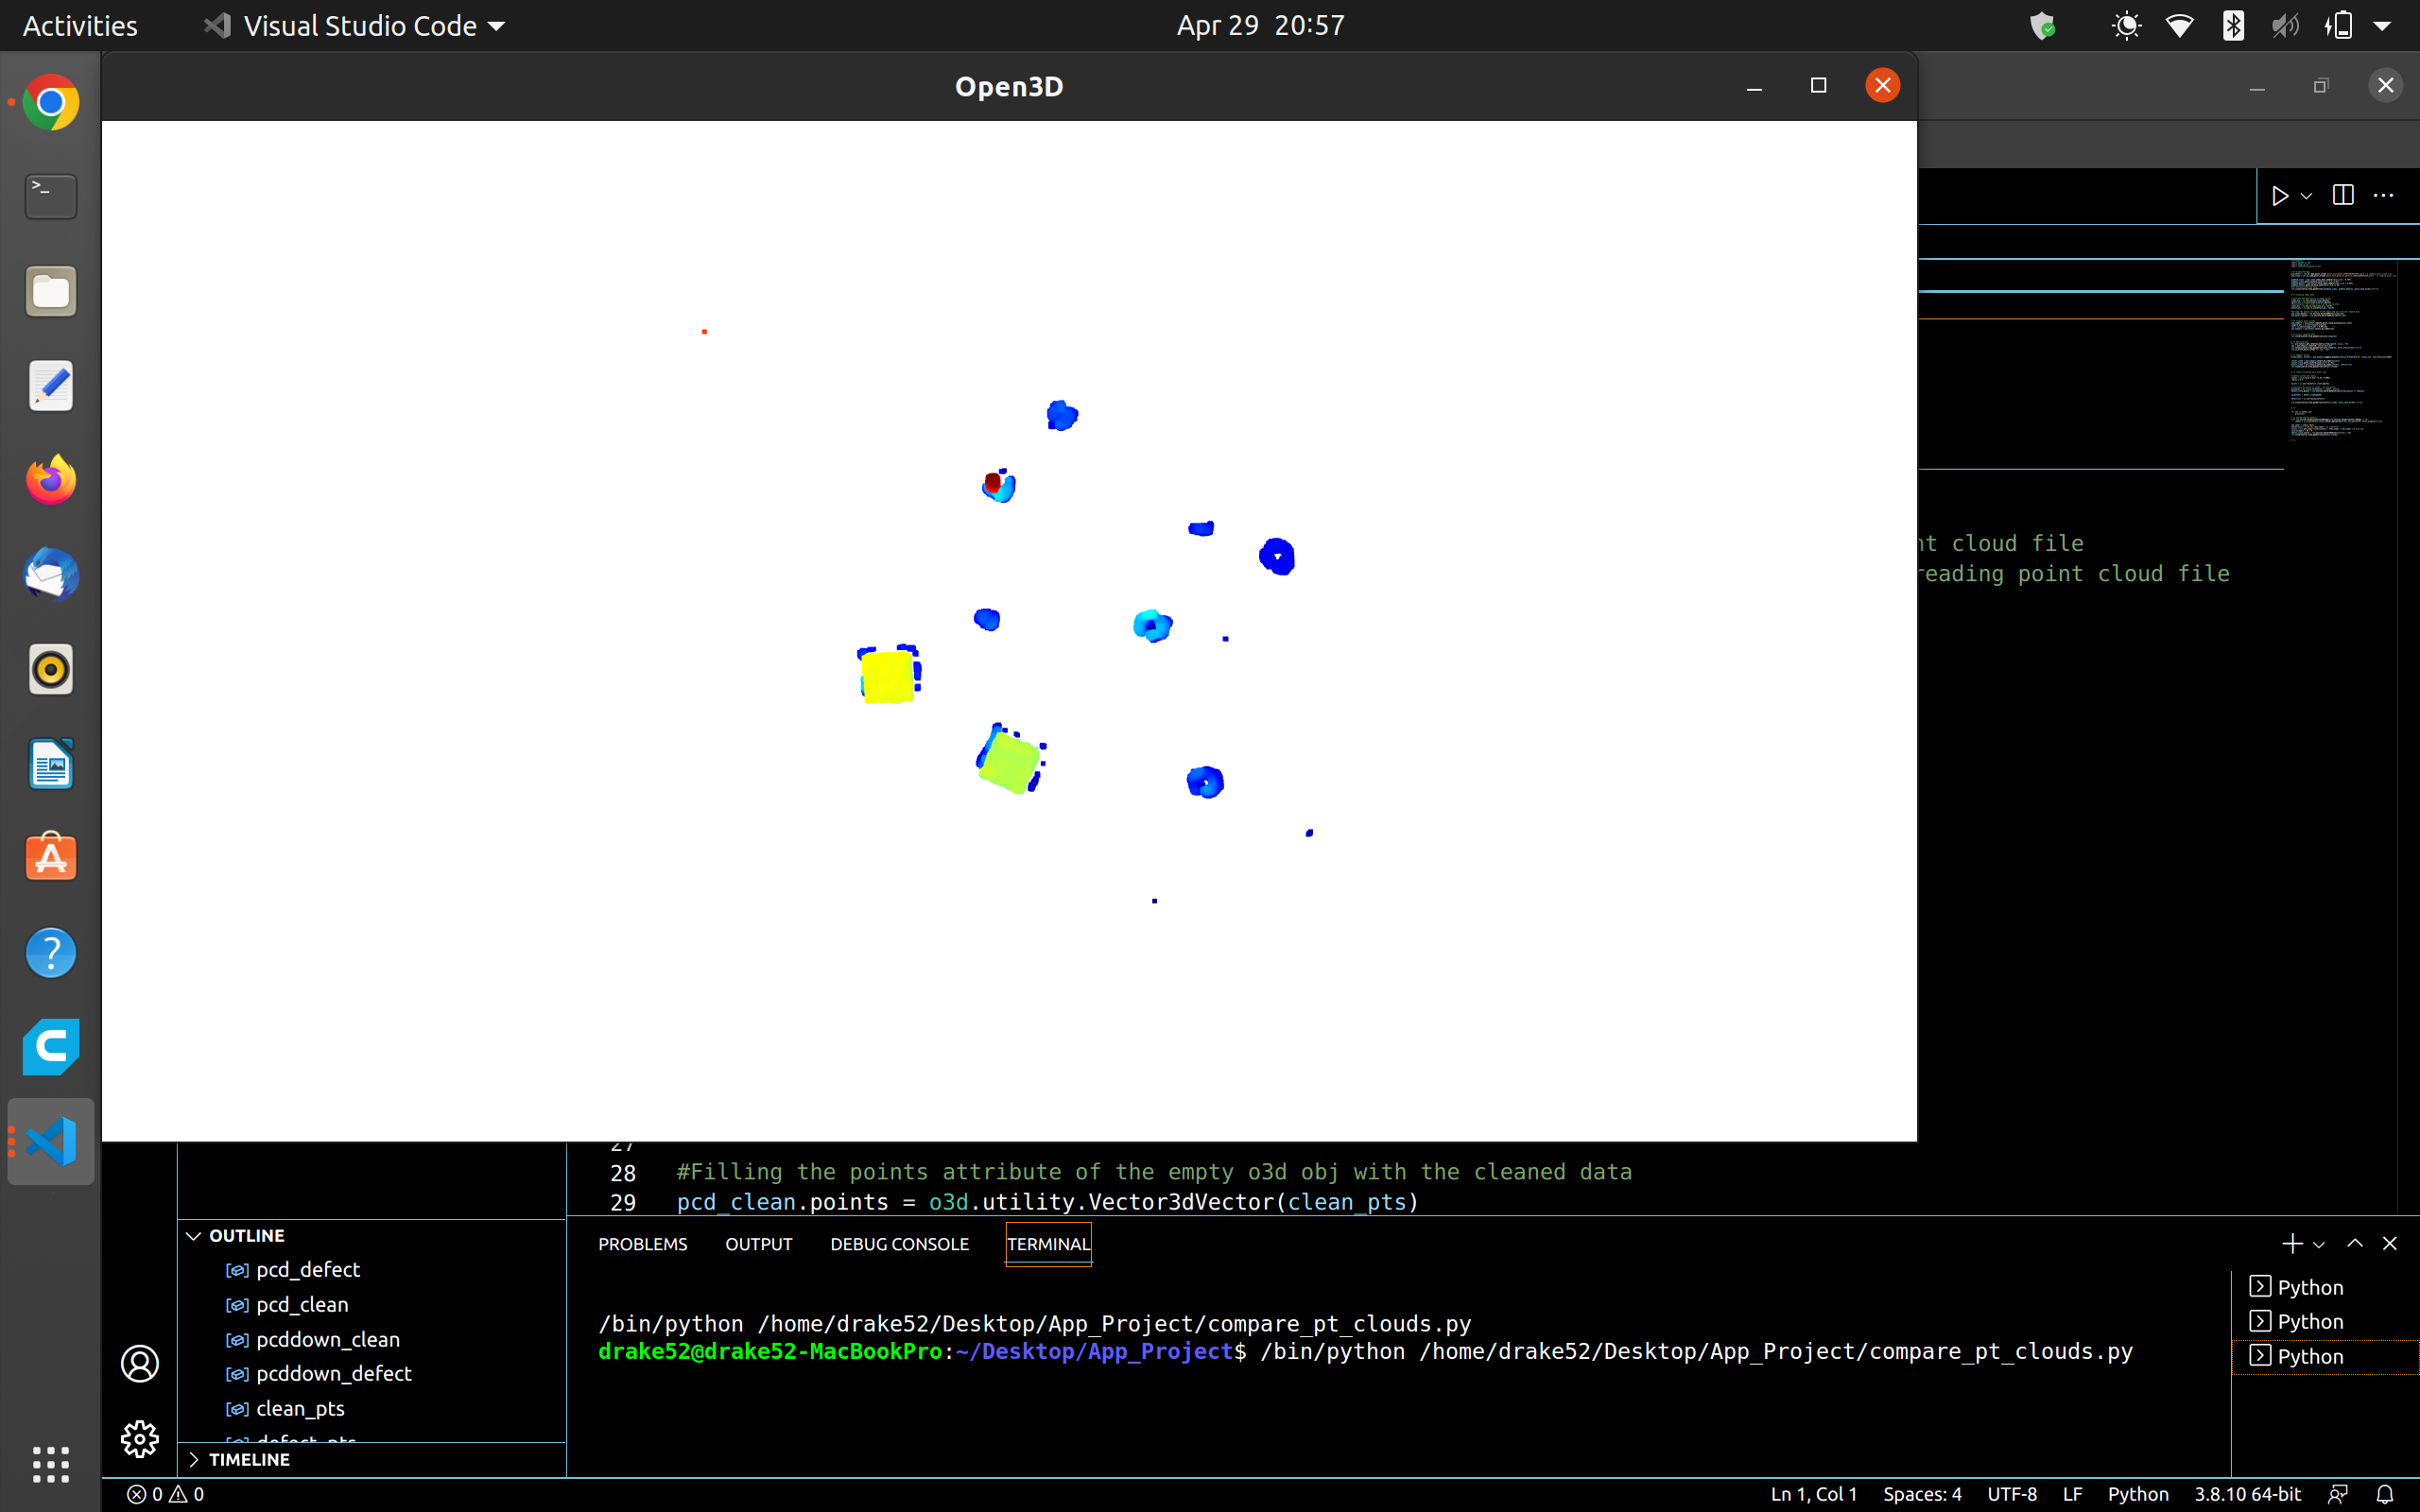 Activities
Visual Studio Code
Apr 29 20:57
Open3D
nt cloud file
reading point cloud file
27
28 #Filling the points attribute of the empty o3d obj with the cleaned data
29 pcd_clean.points = o3d.utility.Vector3dVector(clean_pts)
OUTLINE
pcd_defect
pcd_clean
pcddown_clean
pcddown_defect
clean_pts
defect_pts
TIMELINE
PROBLEMS OUTPUT DEBUG CONSOLE TERMINAL
/bin/python /home/drake52/Desktop/App_Project/compare_pt_clouds.py
drake52@drake52-MacBookPro:~/Desktop/App_Project$ /bin/python /home/drake52/Desktop/App_Project/compare_pt_clouds.py
Python
Python
Python
0 0
Ln 1, Col 1 Spaces: 4 UTF-8 LF Python 3.8.10 64-bit